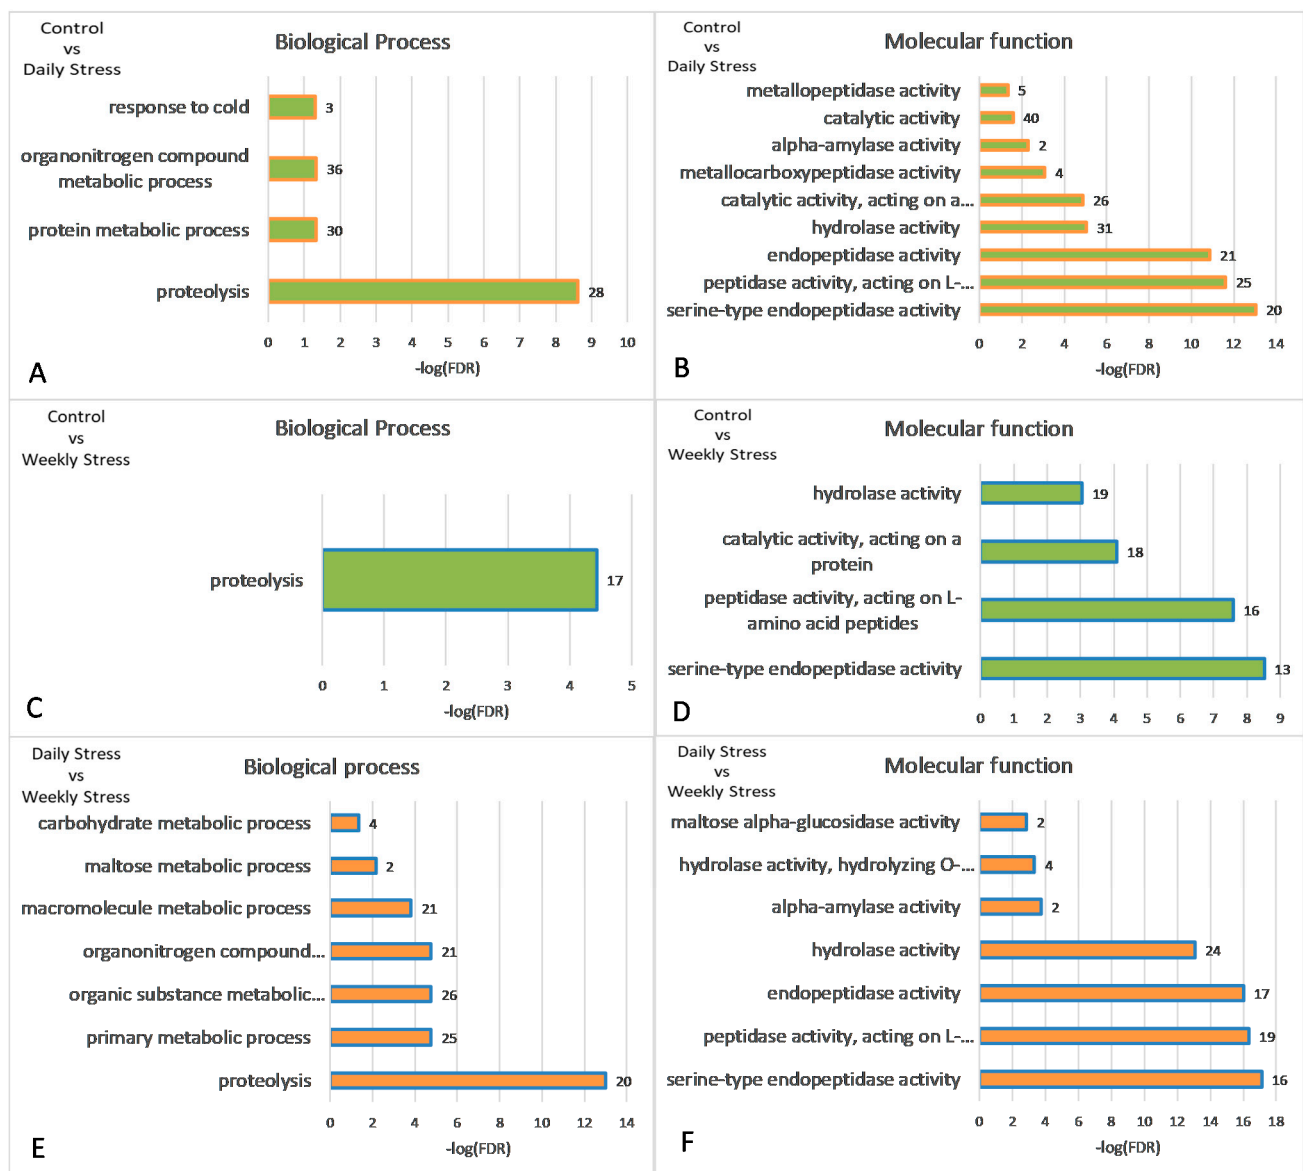 Control
vs
Daily Stress
Biological Process
response to cold
3
organonitrogen compound
metabolic process
36
protein metabolic process
30
proteolysis
28
0 1 2 3 4 5 6 7 8 9 10
-log(FDR)
A
Control
vs
Daily Stress
Molecular function
metallopeptidase activity
5
catalytic activity
40
alpha-amylase activity
2
metallocarboxypeptidase activity
4
catalytic activity, acting on a...
26
hydrolase activity
31
endopeptidase activity
21
peptidase activity, acting on L-...
25
serine-type endopeptidase activity
20
0 2 4 6 8 10 12 14
-log(FDR)
B
Control
vs
Weekly Stress
Biological Process
proteolysis
17
0 1 2 3 4 5
-log(FDR)
C
Control
vs
Weekly Stress
Molecular function
hydrolase activity
19
catalytic activity, acting on a
protein
18
peptidase activity, acting on L-
amino acid peptides
16
serine-type endopeptidase activity
13
0 1 2 3 4 5 6 7 8 9
D
Daily Stress
vs
Weekly Stress
Biological process
carbohydrate metabolic process
4
maltose metabolic process
2
macromolecule metabolic process
21
organonitrogen compound...
21
organic substance metabolic...
26
primary metabolic process
25
proteolysis
20
0 2 4 6 8 10 12 14
-log(FDR)
E
Daily Stress
vs
Weekly Stress
Molecular function
maltose alpha-glucosidase activity
2
hydrolase activity, hydrolyzing O-...
4
alpha-amylase activity
2
hydrolase activity
24
endopeptidase activity
17
peptidase activity, acting on L-...
19
serine-type endopeptidase activity
16
0 2 4 6 8 10 12 14 16 18
-log(FDR)
F